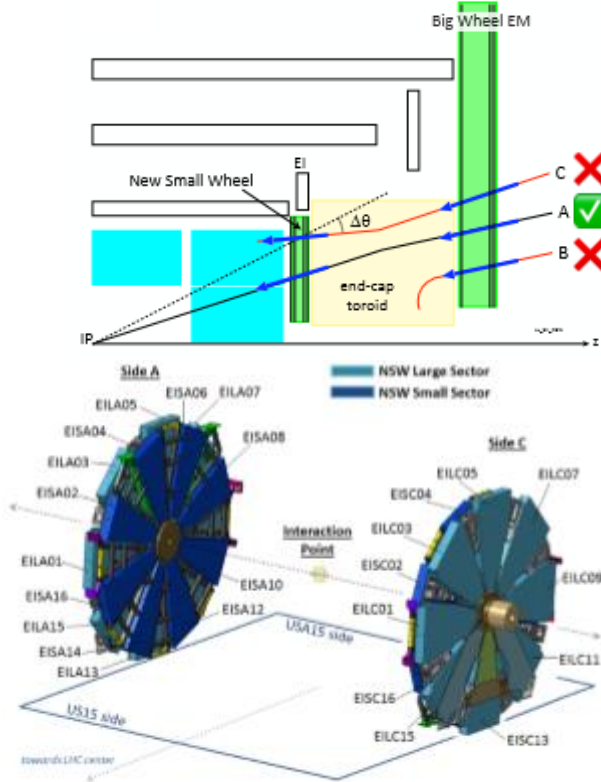 Big Wheel EM
EI
New Small Wheel
C
A
Δθ
B
end-cap
toroid
IP
z
Side A
NSW Large Sector
NSW Small Sector
EISA06
EILA07
EILA05
EISA04
EISA08
EILA03
EISA02
Side C
EILC05
EILC07
EISC04
EILC03
Interaction
Point
EISC02
EILC09
EILA01
EILC01
EISA10
EISA16
EISA12
EILA15
USA15 side
EILC11
EISA14
EISC16
EILA13
US15 side
EILC15
EISC13
towards LHC center